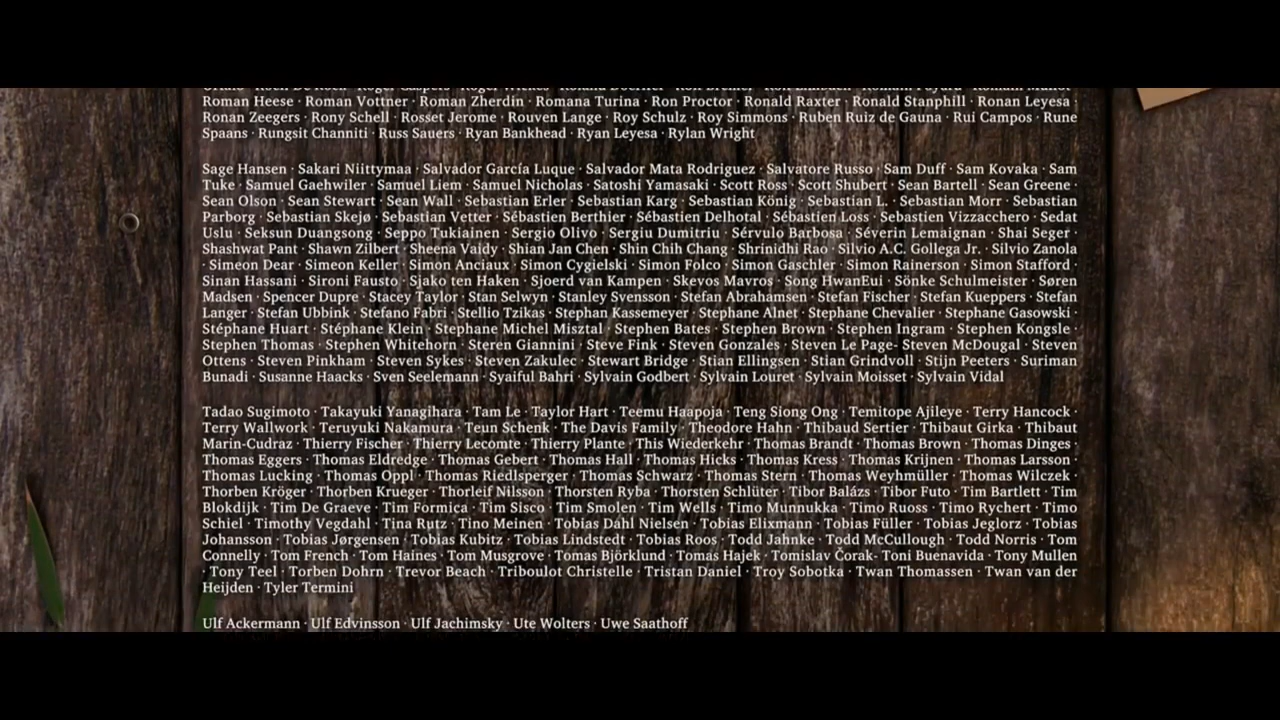 Roman Heese · Roman Vottner · Roman Zherdin · Romana Turina · Ron Proctor · Ronald Raxter · Ronald Stanphill · Ronan Leyesa ·
Ronan Zeegers · Rony Schell · Rosset Jerome · Rouven Lange · Roy Schulz · Roy Simmons · Ruben Ruiz de Gauna · Rui Campos · Rune
Spaans · Rungsit Channiti · Russ Sauers · Ryan Bankhead · Ryan Leyesa · Rylan Wright
Sage Hansen · Sakari Niittymaa · Salvador García Luque · Salvador Mata Rodriguez · Salvatore Russo · Sam Duff · Sam Kovaka · Sam
Tuke · Samuel Gaehwiler · Samuel Liem · Samuel Nicholas · Satoshi Yamasaki · Scott Ross · Scott Shubert · Sean Bartell · Sean Greene ·
Sean Olson · Sean Stewart · Sean Wall · Sebastian Erler · Sebastian Karg · Sebastian König · Sebastian L. · Sebastian Morr · Sebastian
Parborg · Sebastian Skejø · Sebastian Vetter · Sébastien Berthier · Sébastien Delhotal · Sébastien Loss · Sebastien Vizzacchero · Sedat
Uslu · Seksun Duangsong · Seppo Tukiainen · Sergio Olivo · Sergiu Dumitriu · Sérvulo Barbosa · Séverin Lemaignan · Shai Seger ·
Shashwat Pant · Shawn Zilbert · Sheena Vaidy · Shian Jan Chen · Shin Chih Chang · Shrinidhi Rao · Silvio A.C. Gollega Jr. · Silvio Zanola
· Simeon Dear · Simeon Keller · Simon Anciaux · Simon Cygielski · Simon Folco · Simon Gaschler · Simon Rainerson · Simon Stafford ·
Sinan Hassani · Sironi Fausto · Sjako ten Haken · Sjoerd van Kampen · Skevos Mavros · Song HwanEui · Sönke Schulmeister · Søren
Madsen · Spencer Dupre · Stacey Taylor · Stan Selwyn · Stanley Svensson · Stefan Abrahamsen · Stefan Fischer · Stefan Kueppers · Stefan
Langer · Stefan Ubbink · Stefano Fabri · Stellio Tzikas · Stephan Kassemeyer · Stephane Alnet · Stephane Chevalier · Stephane Gasowski ·
Stéphane Huart · Stéphane Klein · Stephane Michel Misztal · Stephen Bates · Stephen Brown · Stephen Ingram · Stephen Kongsle ·
Stephen Thomas · Stephen Whitehorn · Steren Giannini · Steve Fink · Steven Gonzales · Steven Le Page- Steven McDougal · Steven
Ottens · Steven Pinkham · Steven Sykes · Steven Zakulec · Stewart Bridge · Stian Ellingsen · Stian Grindvoll · Stijn Peeters · Suriman
Bunadi · Susanne Haacks · Sven Seelemann · Syaiful Bahri · Sylvain Godbert · Sylvain Louret · Sylvain Moisset · Sylvain Vidal
Tadao Sugimoto · Takayuki Yanagihara · Tam Le · Taylor Hart · Teemu Haapoja · Teng Siong Ong · Temitope Ajileye · Terry Hancock ·
Terry Wallwork · Teruyuki Nakamura · Teun Schenk · The Davis Family · Theodore Hahn · Thibaud Sertier · Thibaut Girka · Thibaut
Marin-Cudraz · Thierry Fischer · Thierry Lecomte · Thierry Plante · This Wiederkehr · Thomas Brandt · Thomas Brown · Thomas Dinges ·
Thomas Eggers · Thomas Eldredge · Thomas Gebert · Thomas Hall · Thomas Hicks · Thomas Kress · Thomas Krijnen · Thomas Larsson ·
Thomas Lucking · Thomas Oppl · Thomas Riedlsperger · Thomas Schwarz · Thomas Stern · Thomas Weyhmüller · Thomas Wilczek ·
Thorben Kröger · Thorben Krueger · Thorleif Nilsson · Thorsten Ryba · Thorsten Schlüter · Tibor Balázs · Tibor Futo · Tim Bartlett · Tim
Blokdijk · Tim De Graeve · Tim Formica · Tim Sisco · Tim Smolen · Tim Wells · Timo Munnukka · Timo Ruoss · Timo Rychert · Timo
Schiel · Timothy Vegdahl · Tina Rutz · Tino Meinen · Tobias Dahl Nielsen · Tobias Elixmann · Tobias Füller · Tobias Jeglorz · Tobias
Johansson · Tobias Jørgensen · Tobias Kubitz · Tobias Lindstedt · Tobias Roos · Todd Jahnke · Todd McCullough · Todd Norris · Tom
Connelly · Tom French · Tom Haines · Tom Musgrove · Tomas Björklund · Tomas Hajek · Tomislav Čorak- Toni Buenavida · Tony Mullen
· Tony Teel · Torben Dohrn · Trevor Beach · Triboulot Christelle · Tristan Daniel · Troy Sobotka · Twan Thomassen · Twan van der
Heijden · Tyler Termini
Ulf Ackermann · Ulf Edvinsson · Ulf Jachimsky · Ute Wolters · Uwe Saathoff